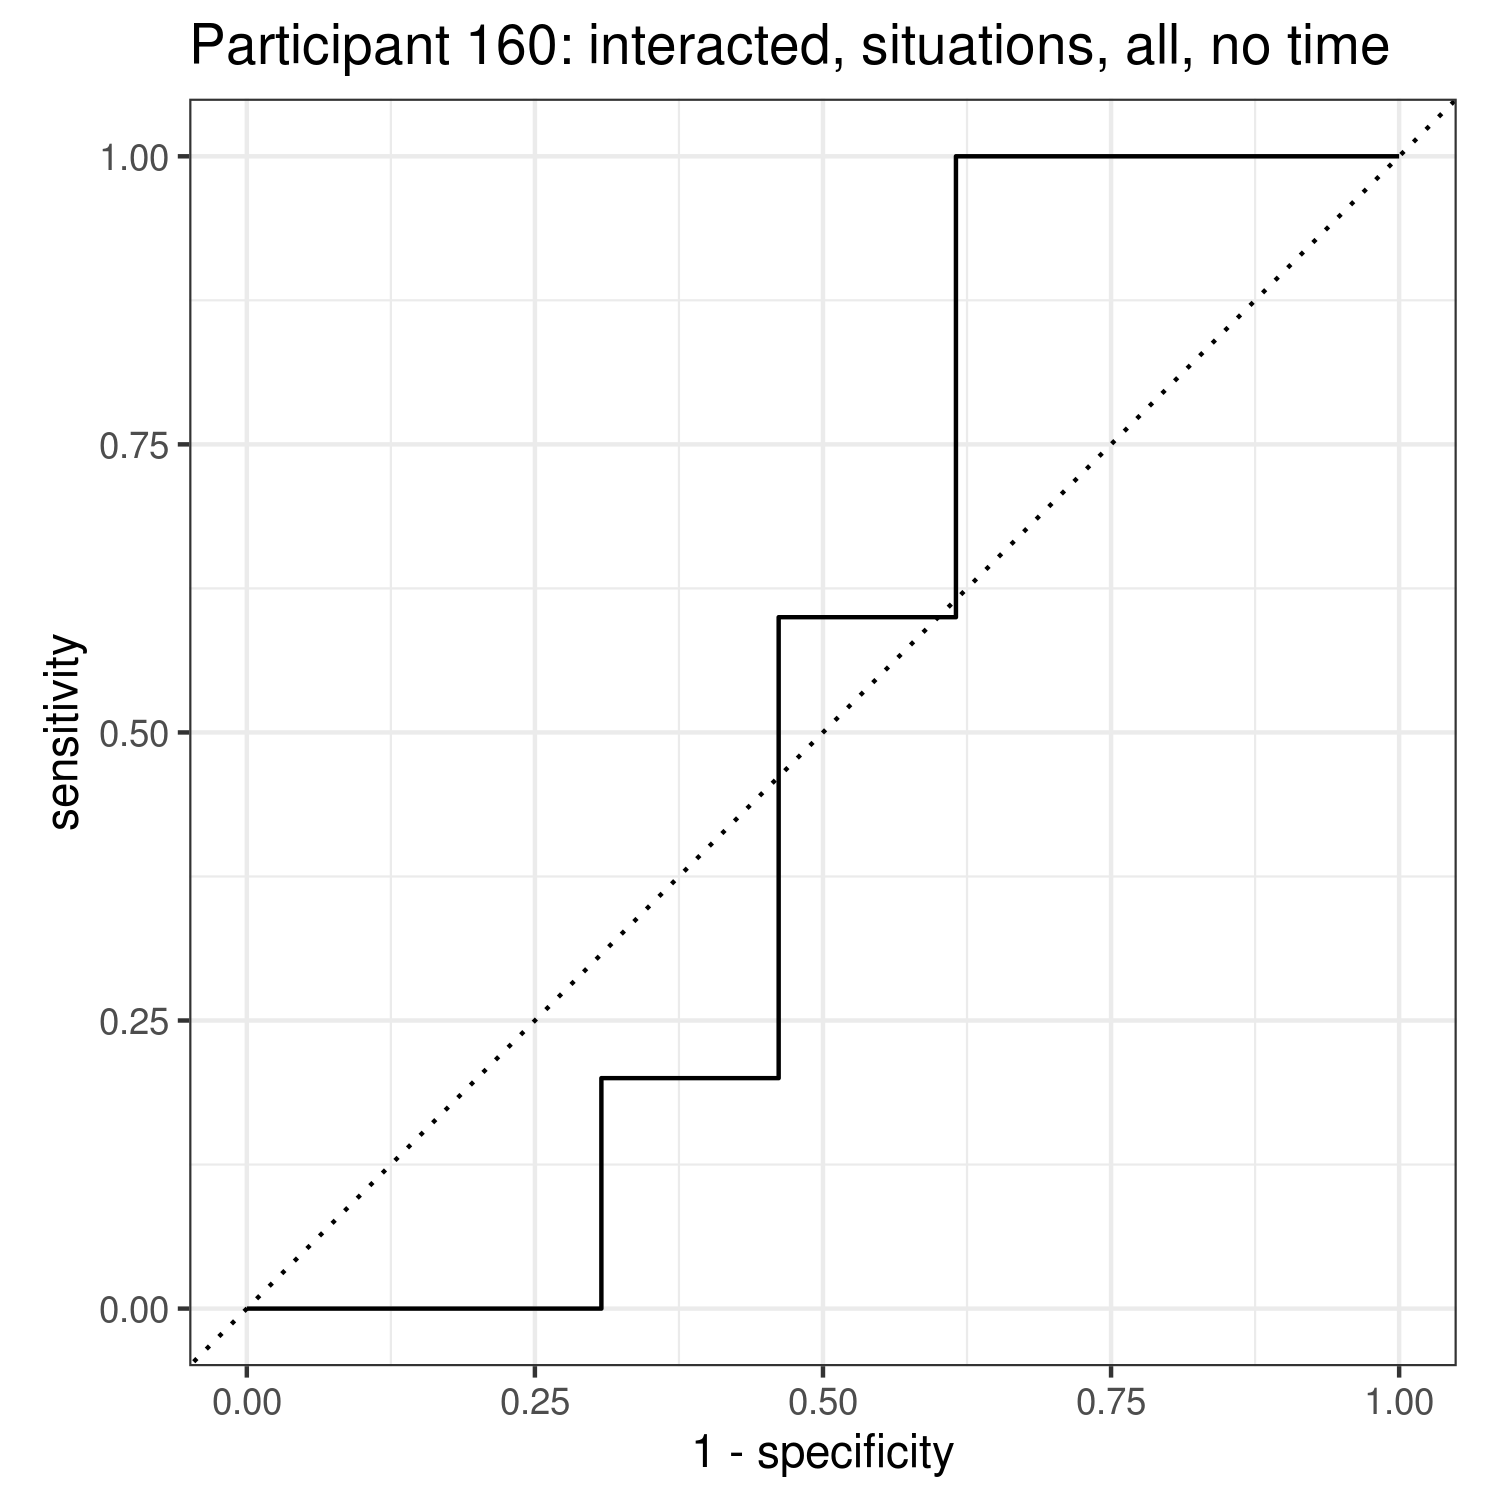 Participant 160: interacted, situations, all, no time
1.00
0.75
0.50
0.25
0.00
sensitivity
0.00 0.25 0.50 0.75 1.00
1 - specificity